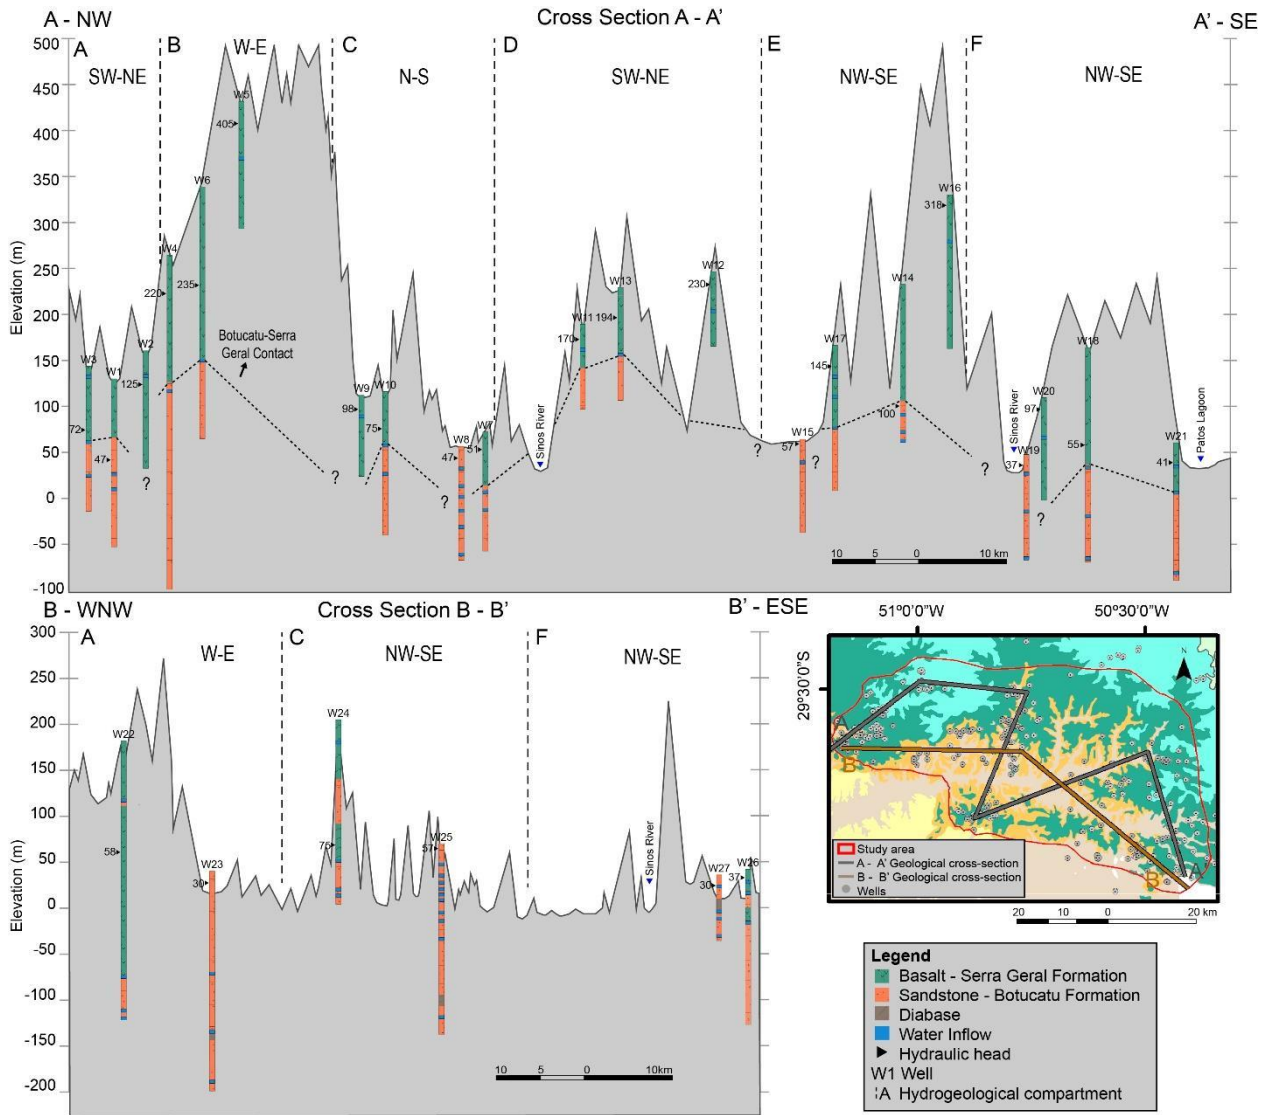 A - NW
Cross Section A - A'
A' - SE
A
B
W-E
C
D
E
F
SW-NE
N-S
SW-NE
NW-SE
NW-SE
Elevation (m)
500
450
400
350
300
250
200
150
100
50
0
-50
-100
W3
72
W1
47
W2
125
?
W4
220
W6
235
W5
405
Botucatu-Serra
Geral Contact
?
W9
98
W10
75
?
W8
47
W7
51
Sinos River
W11
170
W13
194
W12
230
?
W15
57
?
W17
145
W14
100
W16
318
?
Sinos River
W19
37
W20
97
?
W18
55
W21
41
Patos Lagoon
10 5 0 10 km
B - WNW
Cross Section B - B'
B' - ESE
A
W-E
C
NW-SE
F
NW-SE
Elevation (m)
300
250
200
150
100
50
0
-50
-100
-150
-200
W22
58
W23
30
W24
75
W25
57
Sinos River
W27
30
W26
37
10 5 0 10km
51º0'0"W
50º30'0"W
29º30'0"S
N
A
B
A'
B'
Study area
A - A' Geological cross-section
B - B' Geological cross-section
Wells
20 10 0 20 km
Legend
Basalt - Serra Geral Formation
Sandstone - Botucatu Formation
Diabase
Water Inflow
Hydraulic head
W1 Well
A Hydrogeological compartment